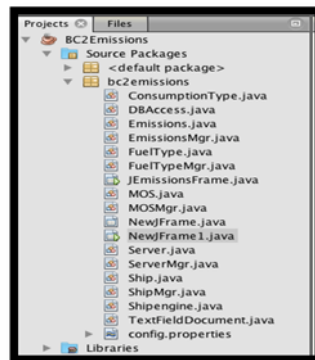 Projects Files
BC2Emissions
Source Packages
<default package>
bc2emissions
ConsumptionType.java
DBAccess.java
Emissions.java
EmissionsMgr.java
FuelType.java
FuelTypeMgr.java
JEmissionsFrame.java
MOS.java
MOSMgr.java
NewJFrame.java
NewJFrame1.java
Server.java
ServerMgr.java
Ship.java
ShipMgr.java
Shipengine.java
TextFieldDocument.java
config.properties
Libraries